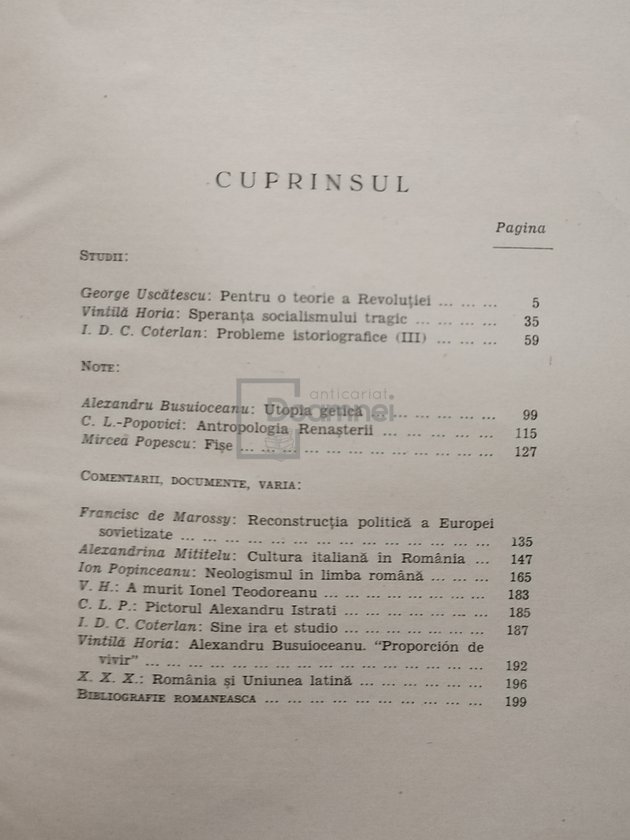 CUPRINSUL
Pagina
STUDII:
George Uscătescu: Pentru o teorie a Revoluției ... ... ... 5
Vintilă Horia: Speranța socialismului tragic ... ... ... ... 35
I. D. C. Coterlan: Probleme istoriografice (III) ... ... ... 59
NOTE:
anticariat
Doamnei
Alexandru Busuioceanu: Utopia getică ... ... ... ... ... 99
C. L.-Popovici: Antropologia Renașterii ... ... ... ... ... 115
Mircea Popescu: Fișe ... ... ... ... ... ... ... ... ... ... ... 127
COMENTARII, DOCUMENTE, VARIA:
Francisc de Marossy: Reconstrucția politică a Europei
sovietizate ... ... ... ... ... ... ... ... ... ... ... ... ... 135
Alexandrina Mititelu: Cultura italiană în România ... ... 147
Ion Popinceanu: Neologismul în limba română ... ... ... 165
V. H.: A murit Ionel Teodoreanu ... ... ... ... ... ... ... 183
C. L. P.: Pictorul Alexandru Istrati ... ... ... ... ... ... 185
I. D. C. Coterlan: Sine ira et studio ... ... ... ... ... ... 187
Vintilă Horia: Alexandru Busuioceanu. "Proporción de
vivir" ... ... ... ... ... ... ... ... ... ... ... ... ... ... 192
X. X. X.: România și Uniunea latină ... ... ... ... ... ... 196
BIBLIOGRAFIE ROMANEASCA ... ... ... ... ... ... ... ... ... 199